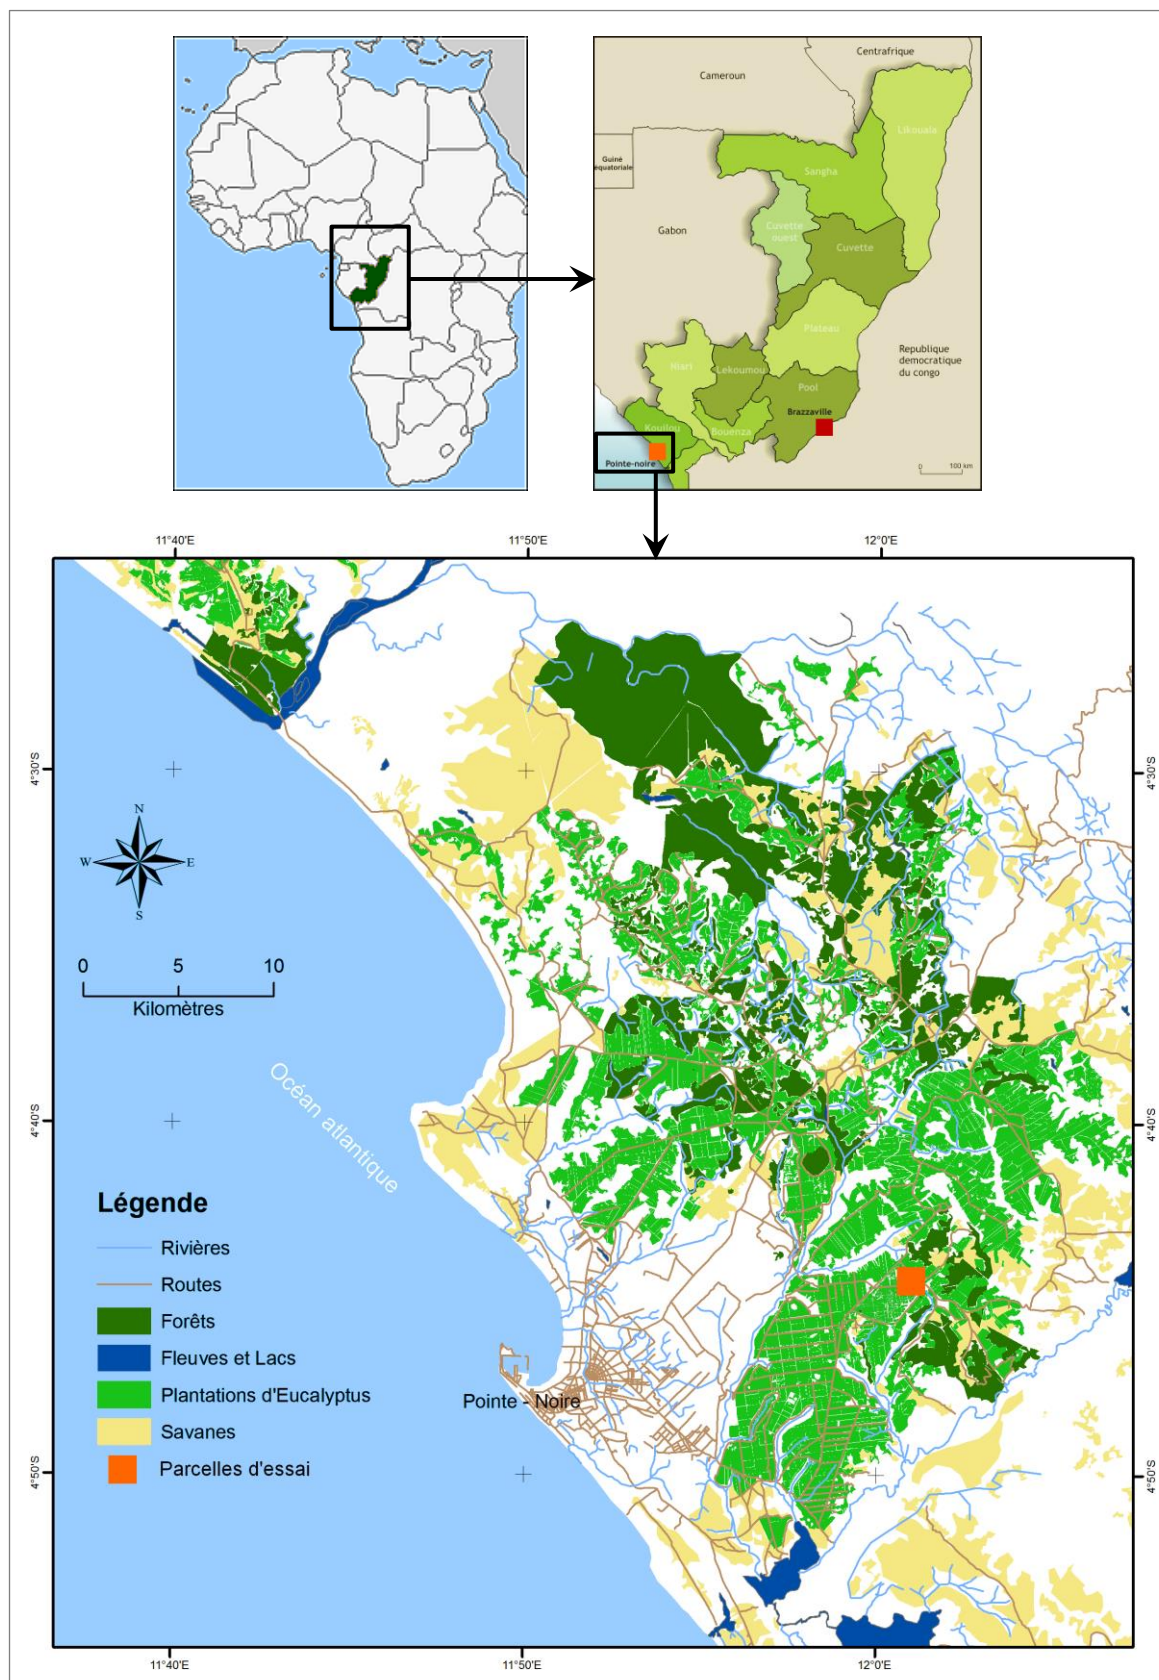 Centrafrique
Cameroun
Likouala
Guiné
équatoriale
Sangha
Gabon
Cuvette
ouest
Cuvette
Plateau
Republique
democratique
du congo
Niari
Lekoumou
Pool
Brazzaville
Kouilou
Bouenza
Pointe-noire
0 100 km
11°40'E 11°50'E 12°0'E
4°30'S 4°30'S
N
W E
S
0 5 10
Kilomètres
Océan atlantique
4°40'S 4°40'S
Légende
Rivières
Routes
Forêts
Fleuves et Lacs
Plantations d'Eucalyptus
Savanes
Parcelles d'essai
Pointe - Noire
4°50'S 4°50'S
11°40'E 11°50'E 12°0'E